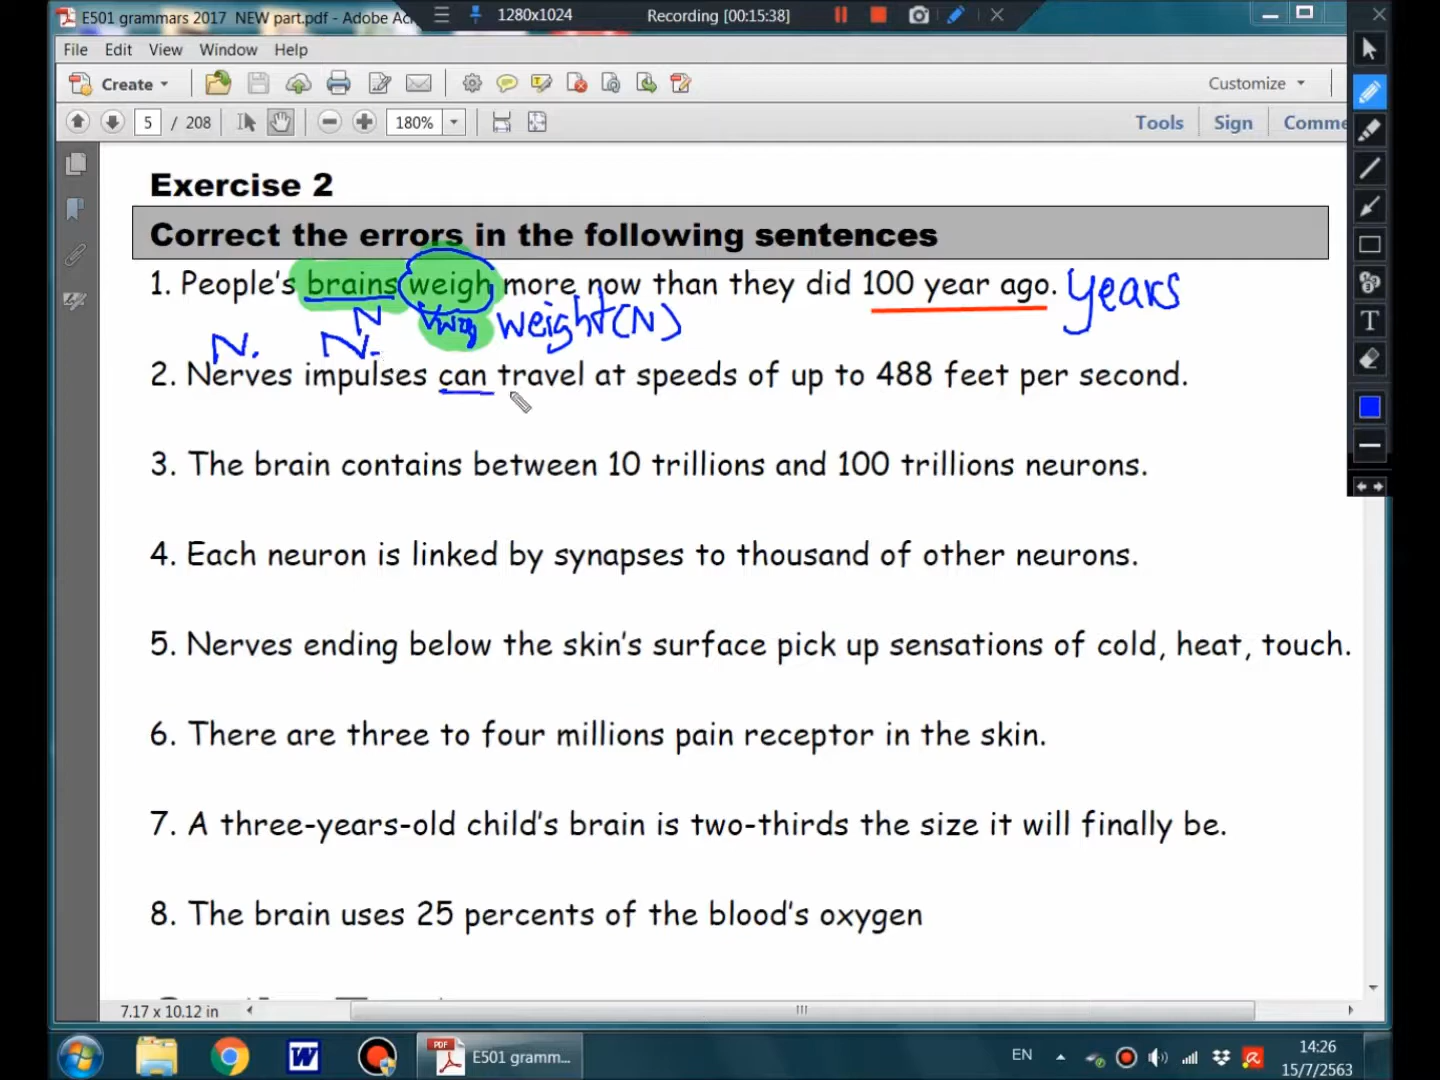 E501 grammars 2017 NEW part.pdf - Adobe Ac
1280x1024
Recording [00:15:38]
File Edit View Window Help
Create
Customize
5 / 208
180%
Tools Sign Comme
Exercise 2
Correct the errors in the following sentences
1. People's brains weigh more now than they did 100 year ago. years
N weight(N)
N. N.
2. Nerves impulses can travel at speeds of up to 488 feet per second.
3. The brain contains between 10 trillions and 100 trillions neurons.
4. Each neuron is linked by synapses to thousand of other neurons.
5. Nerves ending below the skin's surface pick up sensations of cold, heat, touch.
6. There are three to four millions pain receptor in the skin.
7. A three-years-old child's brain is two-thirds the size it will finally be.
8. The brain uses 25 percents of the blood's oxygen
7.17 x 10.12 in
E501 gramm...
EN
14:26
15/7/2563